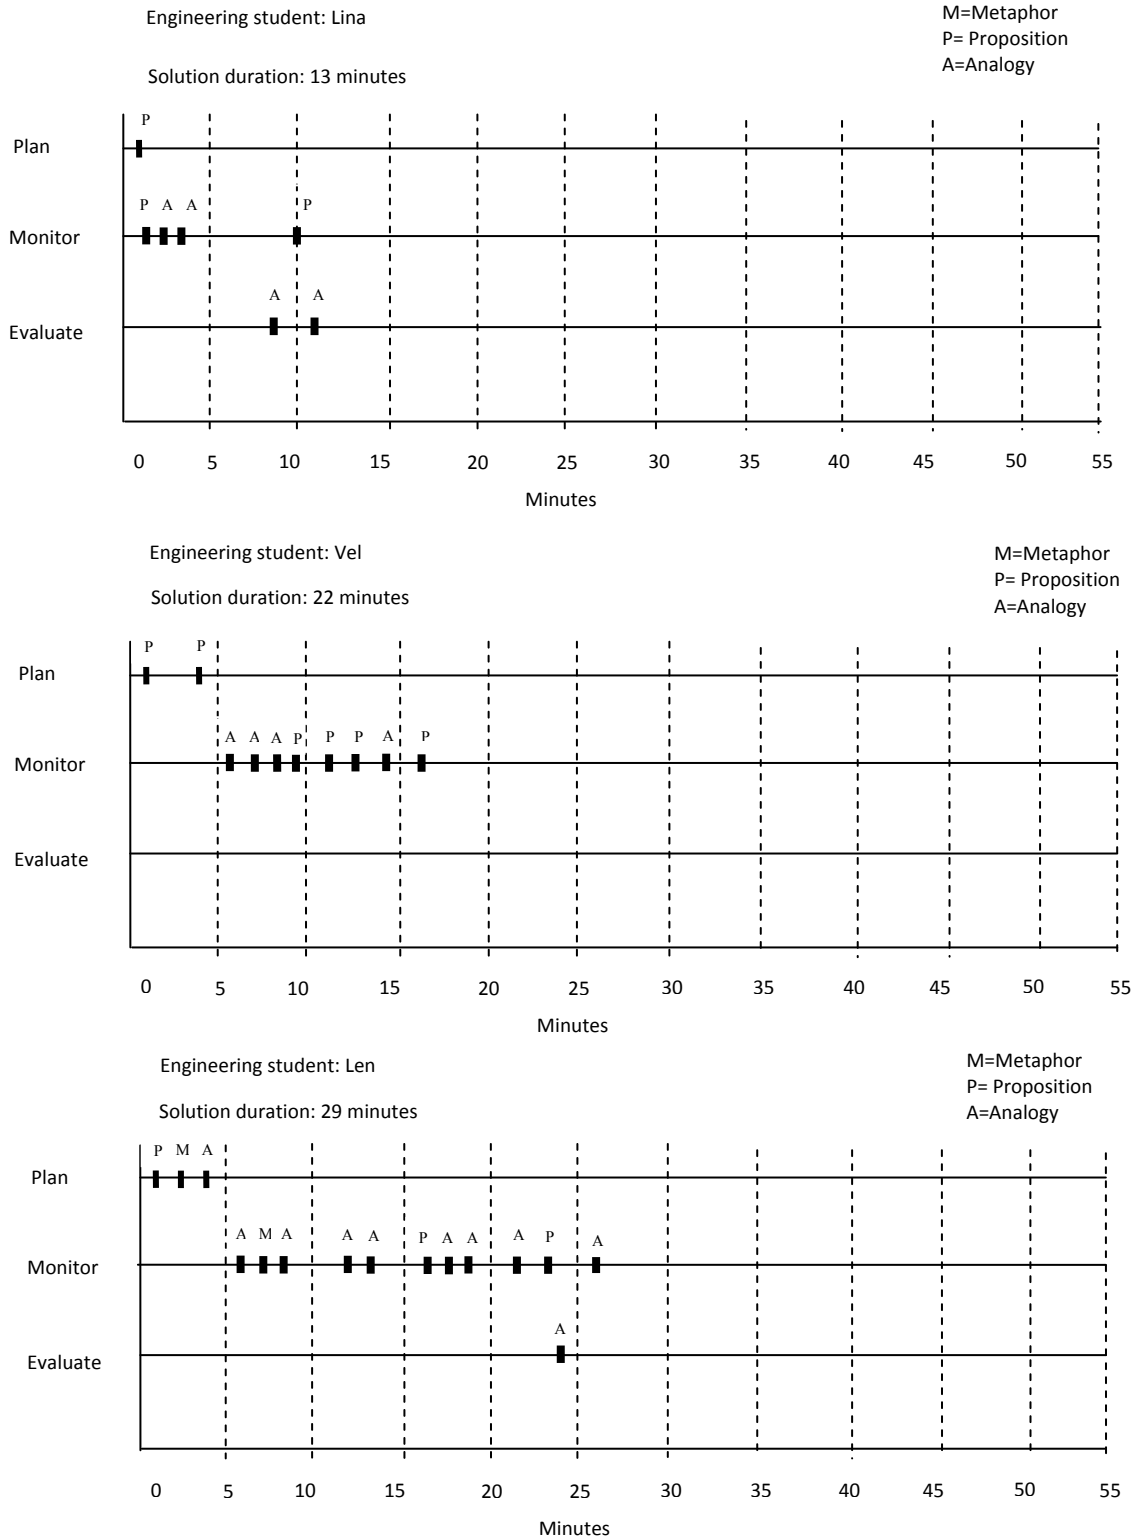 Engineering student: Lina
M=Metaphor
P= Proposition
A=Analogy
Solution duration: 13 minutes
P
Plan
P A A P
Monitor
A A
Evaluate
0 5 10 15 20 25 30 35 40 45 50 55
Minutes
Engineering student: Vel
M=Metaphor
P= Proposition
A=Analogy
Solution duration: 22 minutes
P P
Plan
A A A P P P A P
Monitor
Evaluate
0 5 10 15 20 25 30 35 40 45 50 55
Minutes
Engineering student: Len
M=Metaphor
P= Proposition
A=Analogy
Solution duration: 29 minutes
P M A
Plan
A M A A A P A A A P A
Monitor
A
Evaluate
0 5 10 15 20 25 30 35 40 45 50 55
Minutes